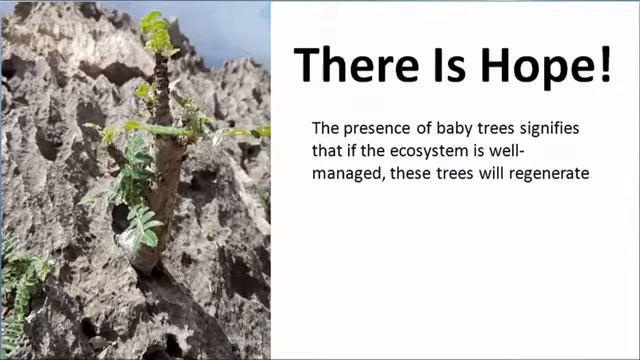 There Is Hope!
The presence of baby trees signifies
that if the ecosystem is well-
managed, these trees will regenerate